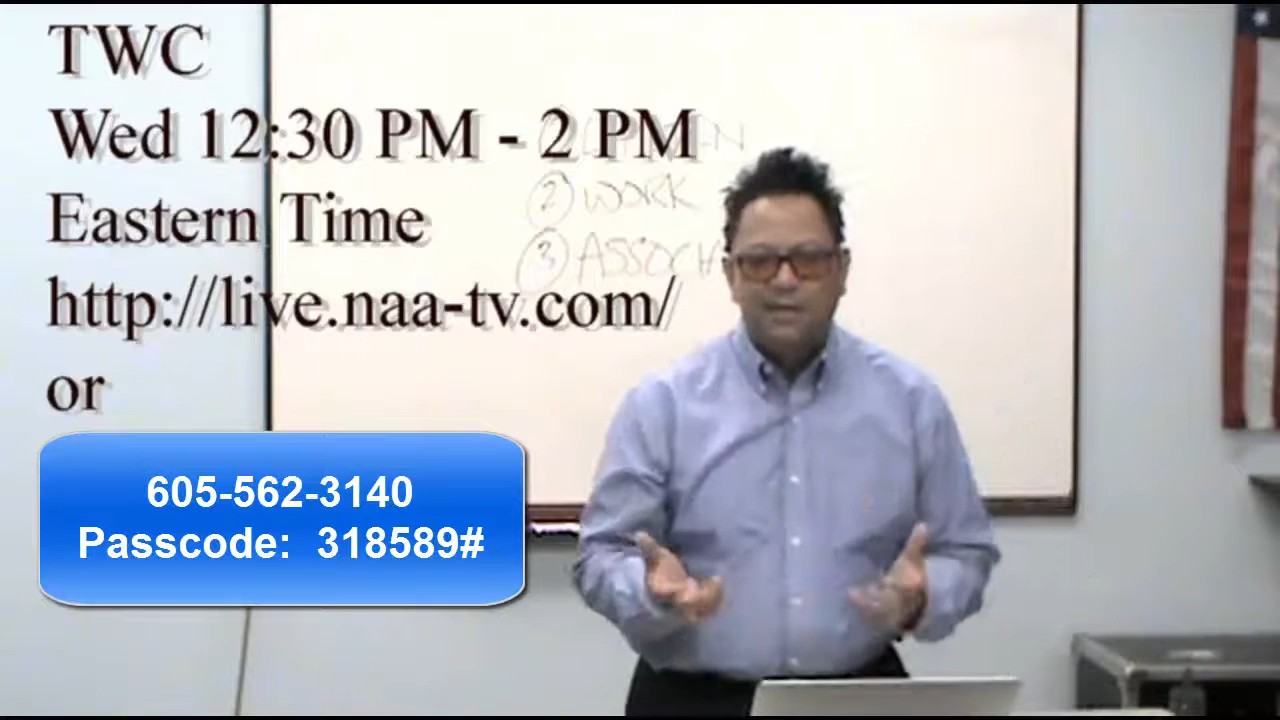 TWC
Wed 12:30 PM - 2 PM
Eastern Time
http://live.naa-tv.com/
or
605-562-3140
Passcode: 318589#
② WORK
③